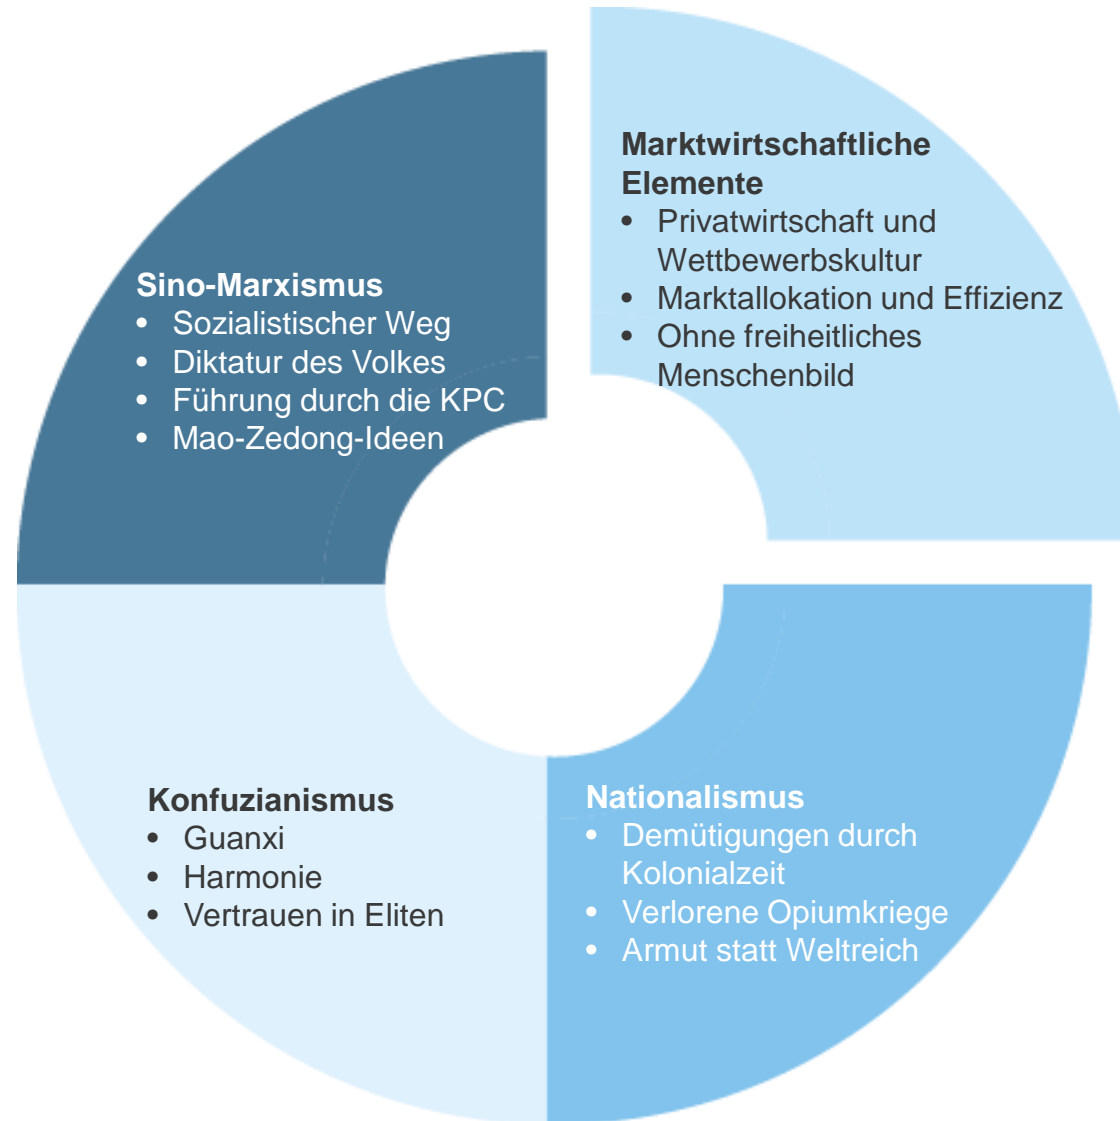 Marktwirtschaftliche
Elemente
• Privatwirtschaft und
Wettbewerbskultur
• Marktallokation und Effizienz
• Ohne freiheitliches
Menschenbild
Sino-Marxismus
• Sozialistischer Weg
• Diktatur des Volkes
• Führung durch die KPC
• Mao-Zedong-Ideen
Konfuzianismus
• Guanxi
• Harmonie
• Vertrauen in Eliten
Nationalismus
• Demütigungen durch
Kolonialzeit
• Verlorene Opiumkriege
• Armut statt Weltreich